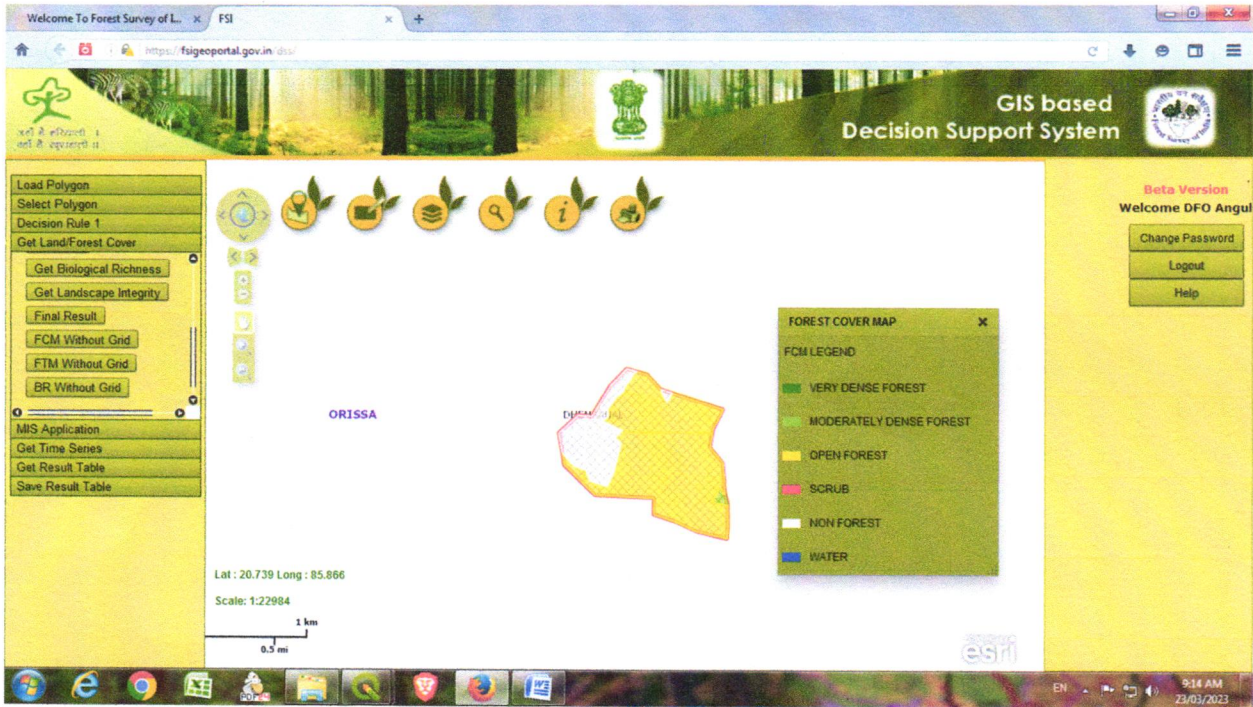 Welcome To Forest Survey of I... ×
FSI ×
+
https://fsigeoportal.gov.in/dss/
जहाँ है हरियाली ।
वहाँ है खुशहाली ॥
GIS based
Decision Support System
Load Polygon
Select Polygon
Decision Rule 1
Get Land/Forest Cover
Get Biological Richness
Get Landscape Integrity
Final Result
FCM Without Grid
FTM Without Grid
BR Without Grid
MIS Application
Get Time Series
Get Result Table
Save Result Table
ORISSA
Lat : 20.739 Long : 85.866
Scale: 1:22984
1 km
0.5 mi
FOREST COVER MAP ×
FCM LEGEND
VERY DENSE FOREST
MODERATELY DENSE FOREST
OPEN FOREST
SCRUB
NON FOREST
WATER
esri
Beta Version
Welcome DFO Angul
Change Password
Logout
Help
EN
9:14 AM
23/03/2023